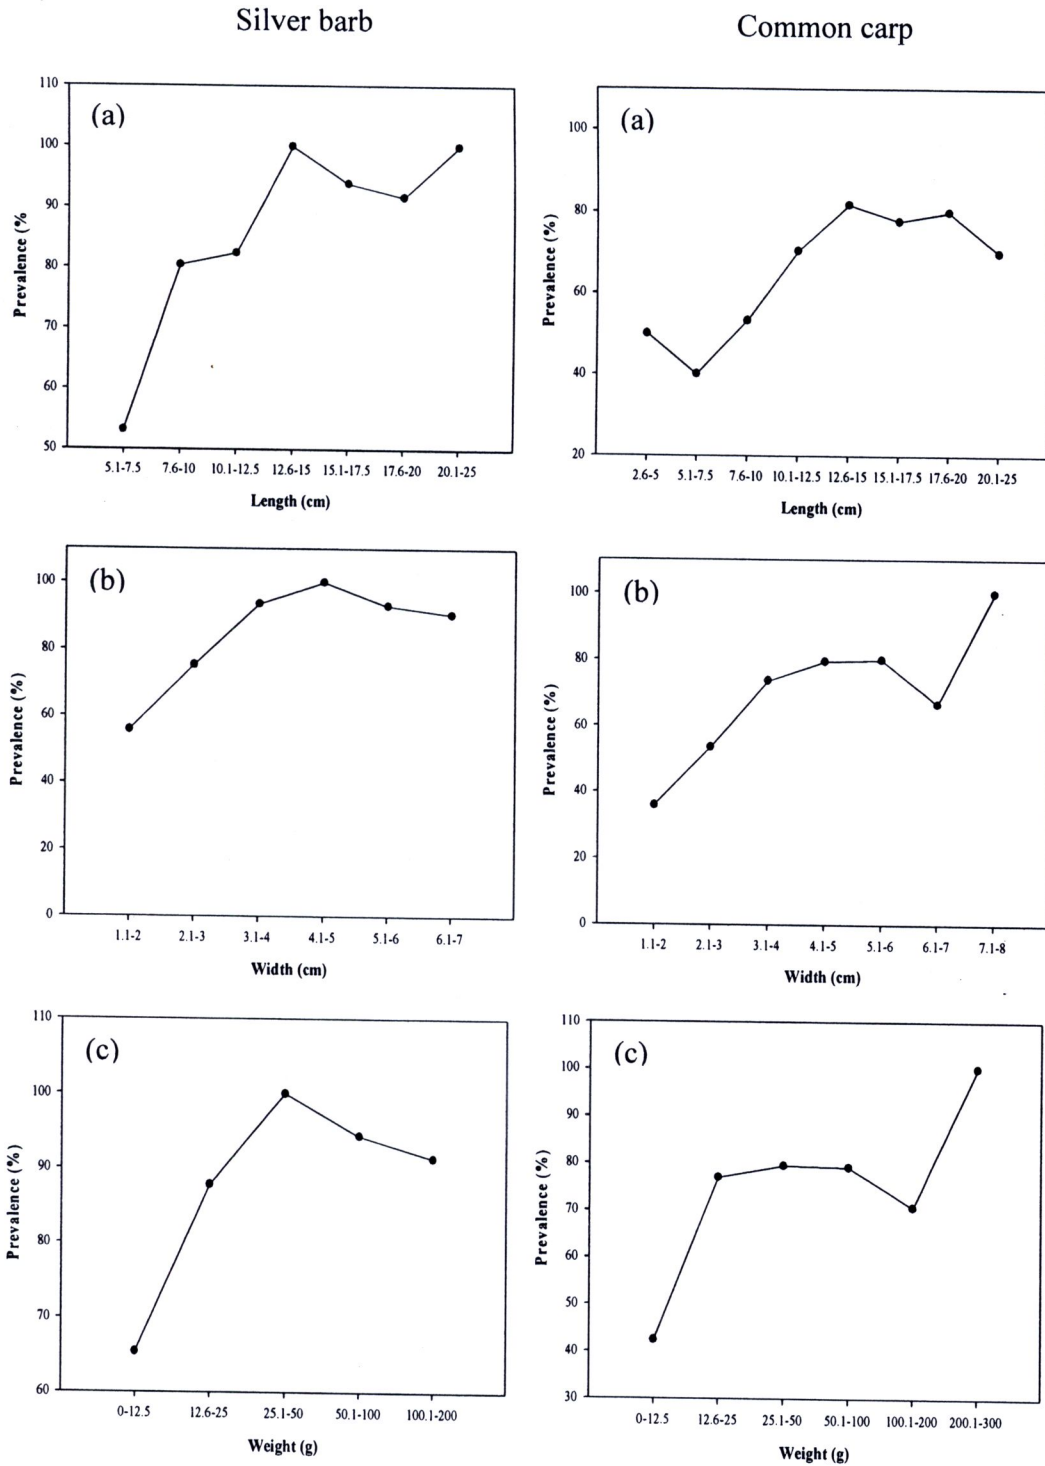 Silver barb
Common carp
(a)
110
100
90
80
70
60
50
Prevalence (%
5.1-7.5 7.6-10 10.1-12.5 12.6-15 15.1-17.5 17.6-20 20.1-25
Length (cm)
(a)
100
80
60
40
20
Prevalence (%)
2.6-5 5.1-7.5 7.6-10 10.1-12.5 12.6-15 15.1-17.5 17.6-20 20.1-25
Length (cm)
(b)
100
80
60
40
20
0
Prevalence (%)
1.1-2 2.1-3 3.1-4 4.1-5 5.1-6 6.1-7
Width (cm)
(b)
100
80
60
40
20
0
Prevalence (%)
1.1-2 2.1-3 3.1-4 4.1-5 5.1-6 6.1-7 7.1-8
Width (cm)
(c)
110
100
90
80
70
60
Prevalence (%)
0-12.5 12.6-25 25.1-50 50.1-100 100.1-200
Weight (g)
(c)
110
100
90
80
70
60
50
40
30
Prevalence (%)
0-12.5 12.6-25 25.1-50 50.1-100 100.1-200 200.1-300
Weight (g)